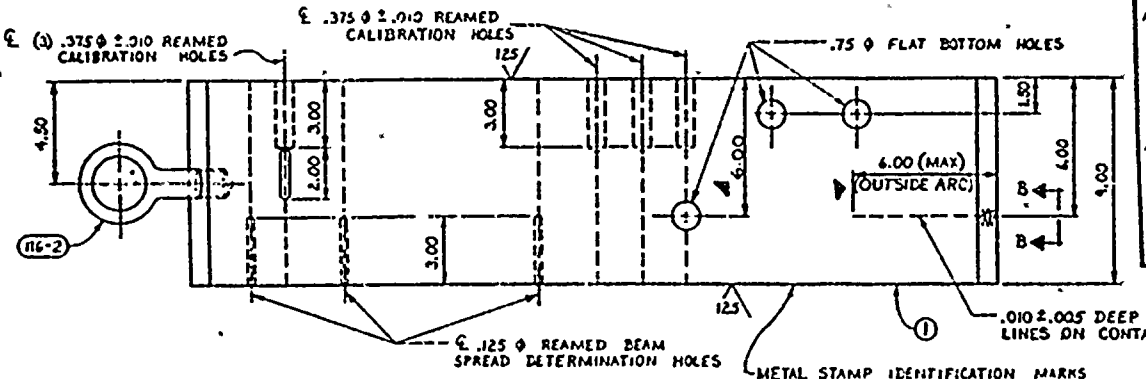 ℄ .375 ⌀ ± .010 REAMED
CALIBRATION HOLES
℄ (3) .375 ⌀ ± .010 REAMED
CALIBRATION HOLES
125
.75 ⌀ FLAT BOTTOM HOLES
4.50
3.00
2.00
3.00
6.00
1.50
6.00 (MAX)
(OUTSIDE ARC)
6.00
9.00
B
B
3.00
116-2
125
1
.010 ± .005 DEEP
LINES ON CONTA
℄ .125 ⌀ REAMED BEAM
SPREAD DETERMINATION HOLES
METAL STAMP IDENTIFICATION MARKS